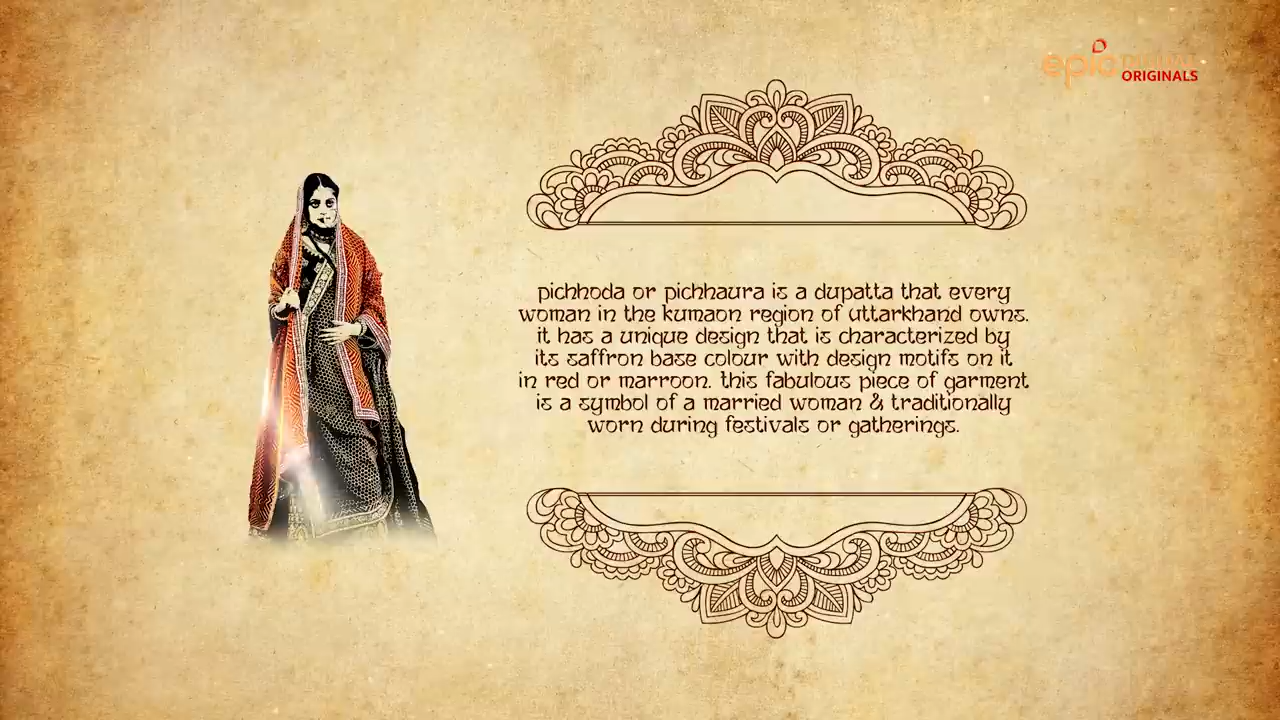 epic DIGITAL
ORIGINALS
pichhoda or pichhaura is a dupatta that every
woman in the kumaon region of uttarkhand owns.
it has a unique design that is characterized by
its saffron base colour with design motifs on it
in red or marroon. this fabulous piece of garment
is a symbol of a married woman & traditionally
worn during festivals or gatherings.